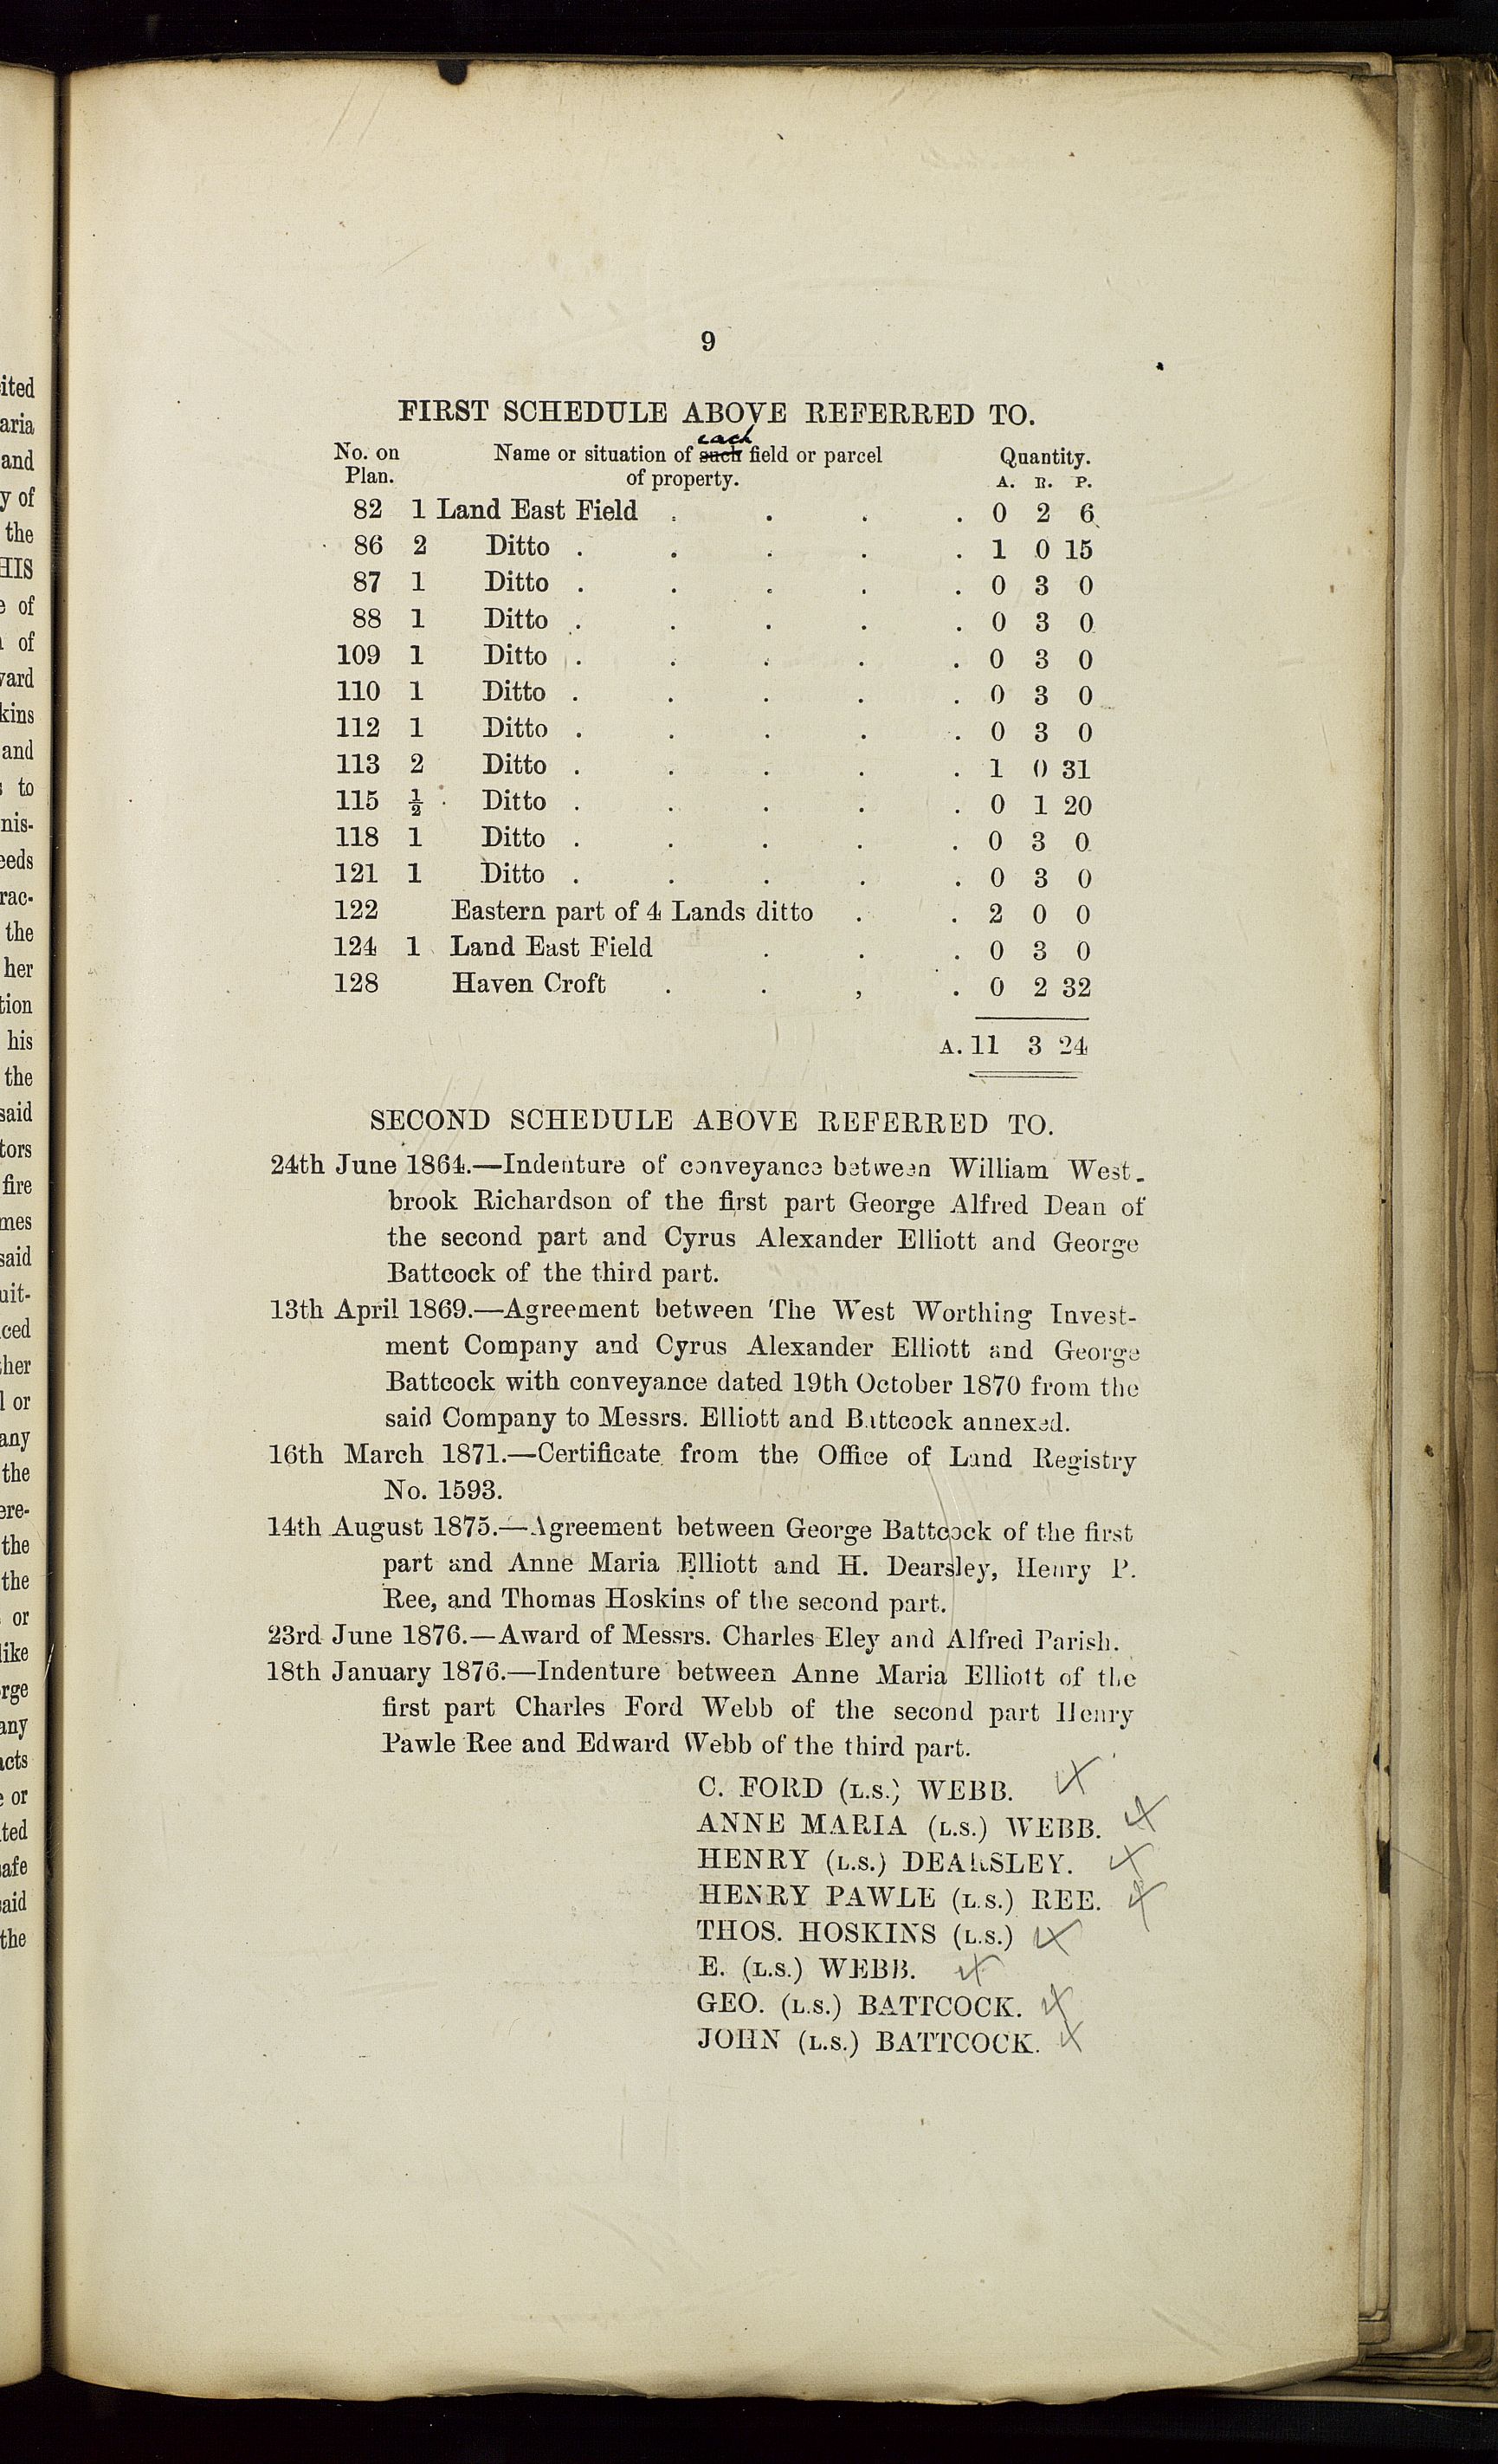 9
FIRST SCHEDULE ABOVE REFERRED TO.
each
No. on Name or situation of such field or parcel Quantity.
Plan. of property. A. R. P.
82 1 Land East Field . . . . 0 2 6
86 2 Ditto . . . . . 1 0 15
87 1 Ditto . . . . . 0 3 0
88 1 Ditto . . . . . 0 3 0
109 1 Ditto . . . . . 0 3 0
110 1 Ditto . . . . . 0 3 0
112 1 Ditto . . . . . 0 3 0
113 2 Ditto . . . . . 1 0 31
115 ½ Ditto . . . . . 0 1 20
118 1 Ditto . . . . . 0 3 0
121 1 Ditto . . . . . 0 3 0
122 Eastern part of 4 Lands ditto . . 2 0 0
124 1 Land East Field . . . 0 3 0
128 Haven Croft . . , . 0 2 32
A. 11 3 24
SECOND SCHEDULE ABOVE REFERRED TO.
24th June 1864.—Indenture of conveyance between William West-
brook Richardson of the first part George Alfred Dean of
the second part and Cyrus Alexander Elliott and George
Battcock of the third part.
13th April 1869.—Agreement between The West Worthing Invest-
ment Company and Cyrus Alexander Elliott and George
Battcock with conveyance dated 19th October 1870 from the
said Company to Messrs. Elliott and Battcock annexed.
16th March 1871.—Certificate from the Office of Land Registry
No. 1593.
14th August 1875.—Agreement between George Battcock of the first
part and Anne Maria Elliott and H. Dearsley, Henry P.
Ree, and Thomas Hoskins of the second part.
23rd June 1876.—Award of Messrs. Charles Eley and Alfred Parish.
18th January 1876.—Indenture between Anne Maria Elliott of the
first part Charles Ford Webb of the second part Henry
Pawle Ree and Edward Webb of the third part.
C. FORD (L.S.) WEBB.
ANNE MARIA (L.S.) WEBB.
HENRY (L.S.) DEARSLEY.
HENRY PAWLE (L.S.) REE.
THOS. HOSKINS (L.S.)
E. (L.S.) WEBB.
GEO. (L.S.) BATTCOCK.
JOHN (L.S.) BATTCOCK.